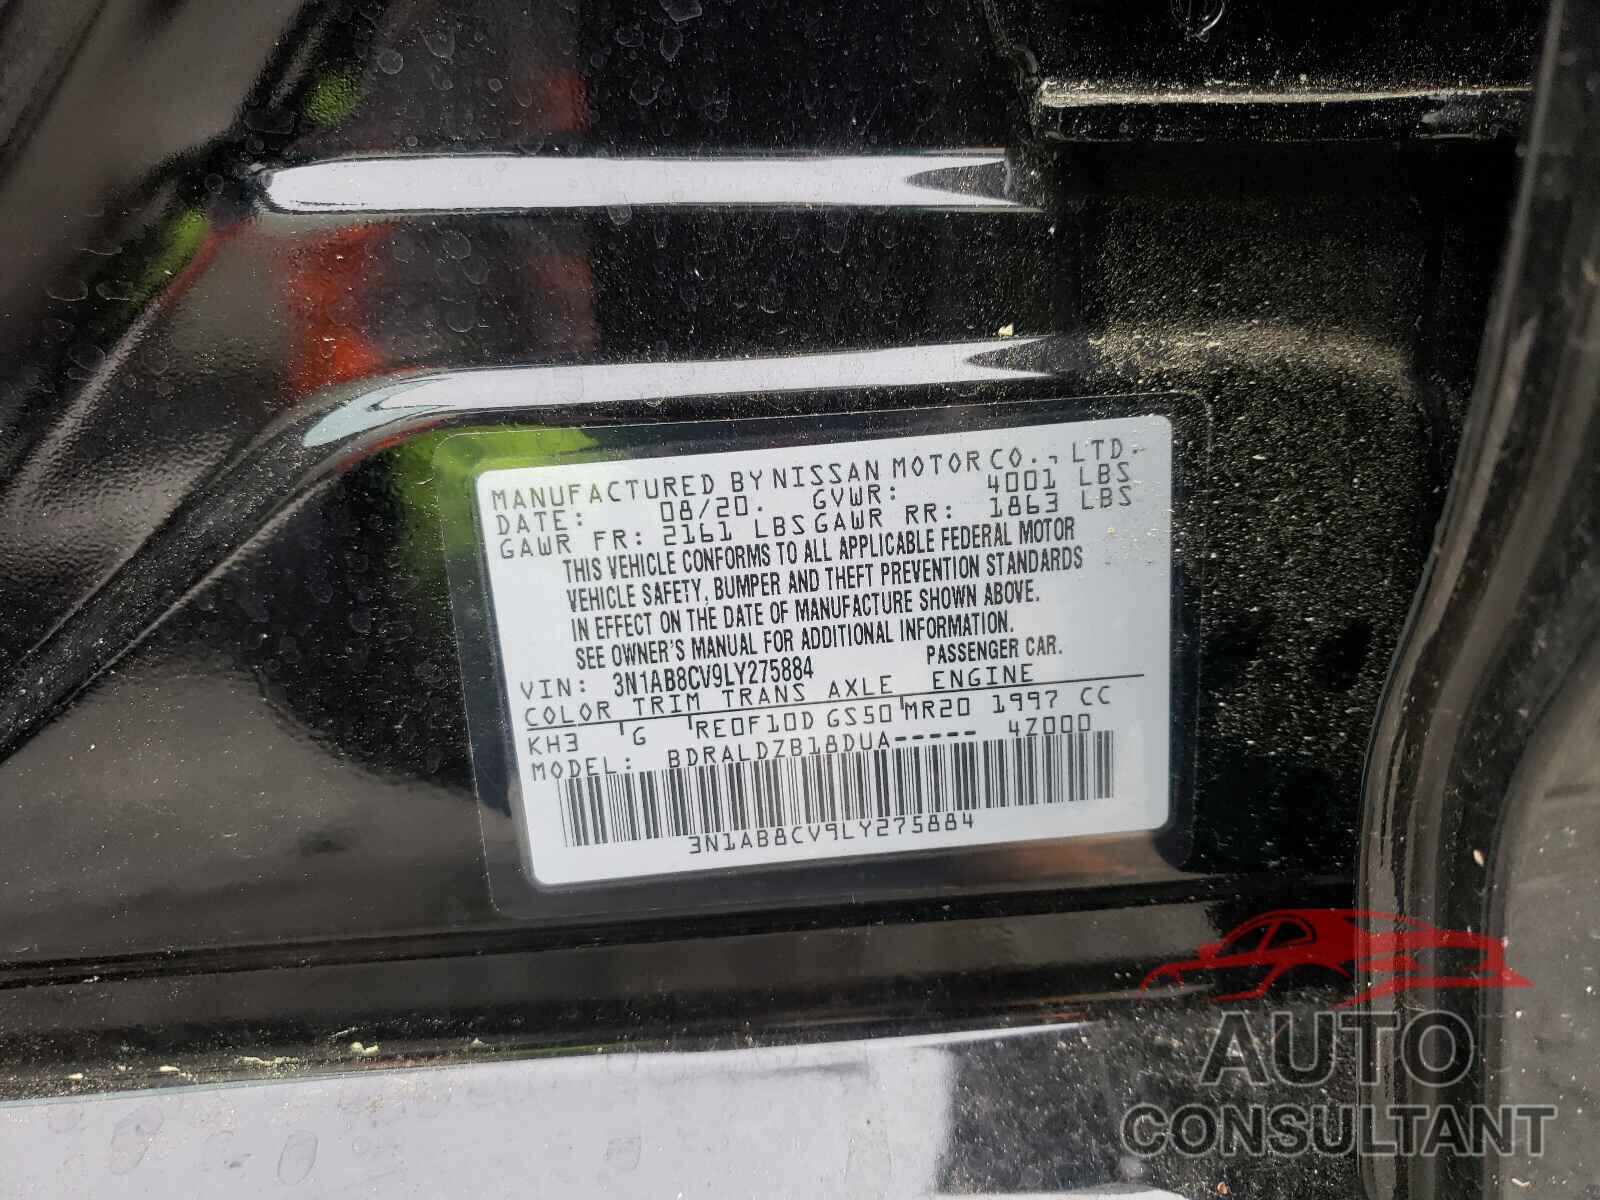 MANUFACTURED BY NISSAN MOTOR CO., LTD.
DATE: 08/20. GVWR: 4001 LBS
GAWR FR: 2161 LBS GAWR RR: 1863 LBS
THIS VEHICLE CONFORMS TO ALL APPLICABLE FEDERAL MOTOR
VEHICLE SAFETY, BUMPER AND THEFT PREVENTION STANDARDS
IN EFFECT ON THE DATE OF MANUFACTURE SHOWN ABOVE.
SEE OWNER'S MANUAL FOR ADDITIONAL INFORMATION.
VIN: 3N1AB8CV9LY275884 PASSENGER CAR.
COLOR TRIM TRANS AXLE ENGINE
KH3 G RE0F10D GS50 MR20 1997 CC
MODEL: BDRALDZB18DUA----- 4Z000
3N1AB8CV9LY275884
AUTO
CONSULTANT